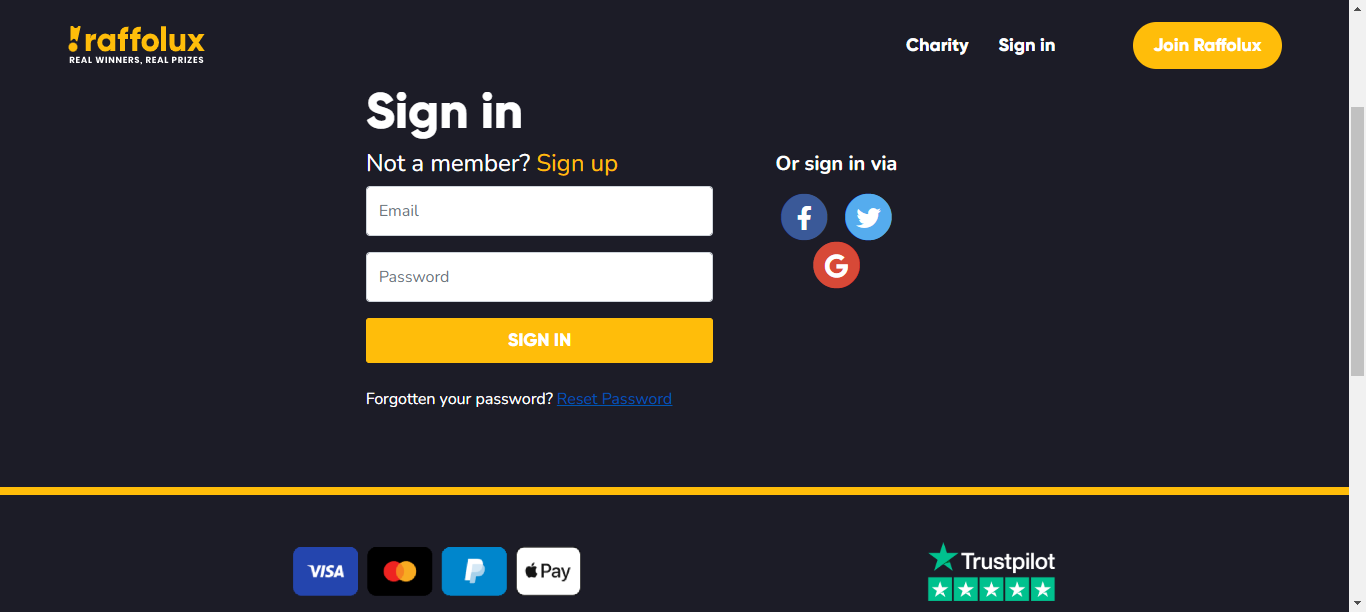 raffolux
REAL WINNERS, REAL PRIZES
Charity
Sign in
Join Raffolux
Sign in
Not a member? Sign up
Email
Password
SIGN IN
Forgotten your password? Reset Password
Or sign in via
VISA
Pay
Trustpilot